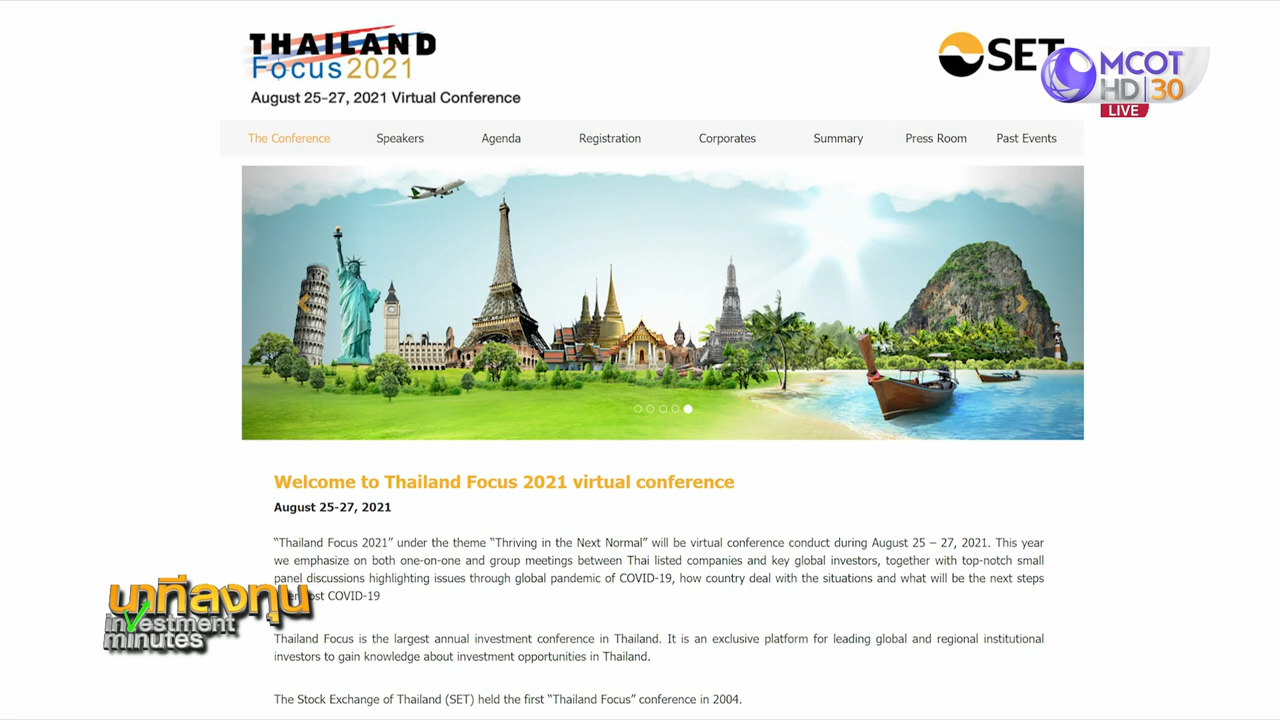 THAILAND
Focus 2021
August 25-27, 2021 Virtual Conference
SET
MCOT
HD 30
LIVE
The Conference Speakers Agenda Registration Corporates Summary Press Room Past Events
Welcome to Thailand Focus 2021 virtual conference
August 25-27, 2021
“Thailand Focus 2021” under the theme “Thriving in the Next Normal” will be virtual conference conduct during August 25 – 27, 2021. This year
we emphasize on both one-on-one and group meetings between Thai listed companies and key global investors, together with top-notch small
panel discussions highlighting issues through global pandemic of COVID-19, how country deal with the situations and what will be the next steps
COVID-19
นาทีลงทุน
investment
minutes
Thailand Focus is the largest annual investment conference in Thailand. It is an exclusive platform for leading global and regional institutional
investors to gain knowledge about investment opportunities in Thailand.
The Stock Exchange of Thailand (SET) held the first “Thailand Focus” conference in 2004.